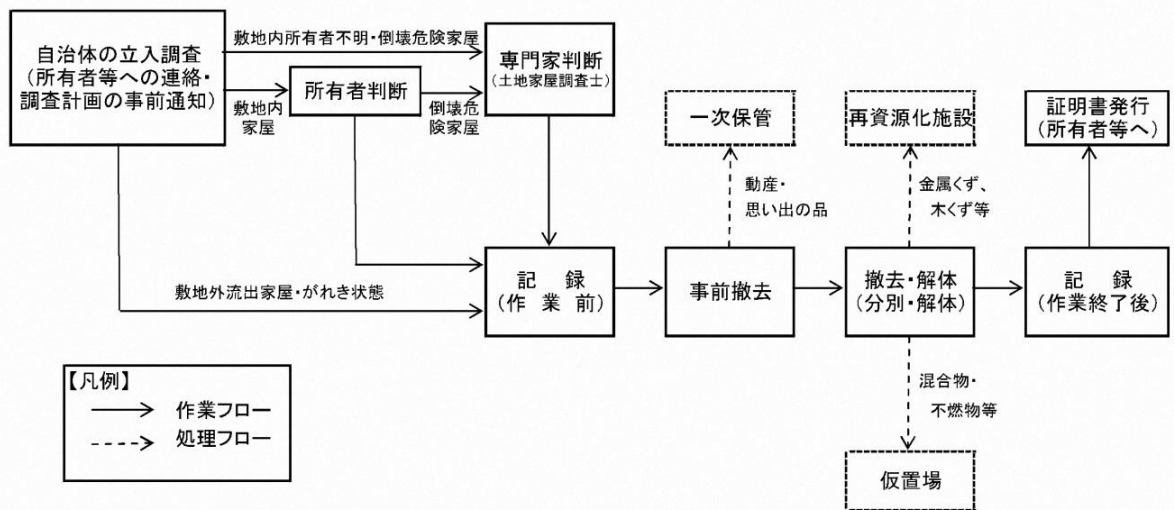 自治体の立入調査
(所有者等への連絡・
調査計画の事前通知)
敷地内所有者不明・倒壊危険家屋
敷地内
家屋
所有者判断
倒壊危
険家屋
専門家判断
(土地家屋調査士)
敷地外流出家屋・がれき状態
記 録
(作 業 前)
事前撤去
動産・
思い出の品
一次保管
撤去・解体
(分別・解体)
金属くず、
木くず等
再資源化施設
混合物・
不燃物等
仮置場
記 録
(作業終了後)
証明書発行
(所有者等へ)
【凡例】
作業フロー
処理フロー